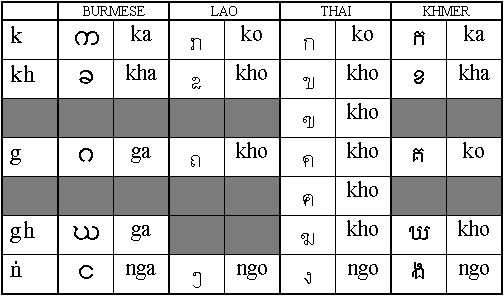 BURMESE LAO THAI KHMER
k က ka ກ ko ก ko ក ka
kh ခ kha ຂ kho ข kho ខ kha
ฃ kho
g ဂ ga ຄ kho ค kho គ ko
ฅ kho
gh ဃ ga ฆ kho ឃ kho
ṅ င nga ງ ngo ง ngo ង ngo